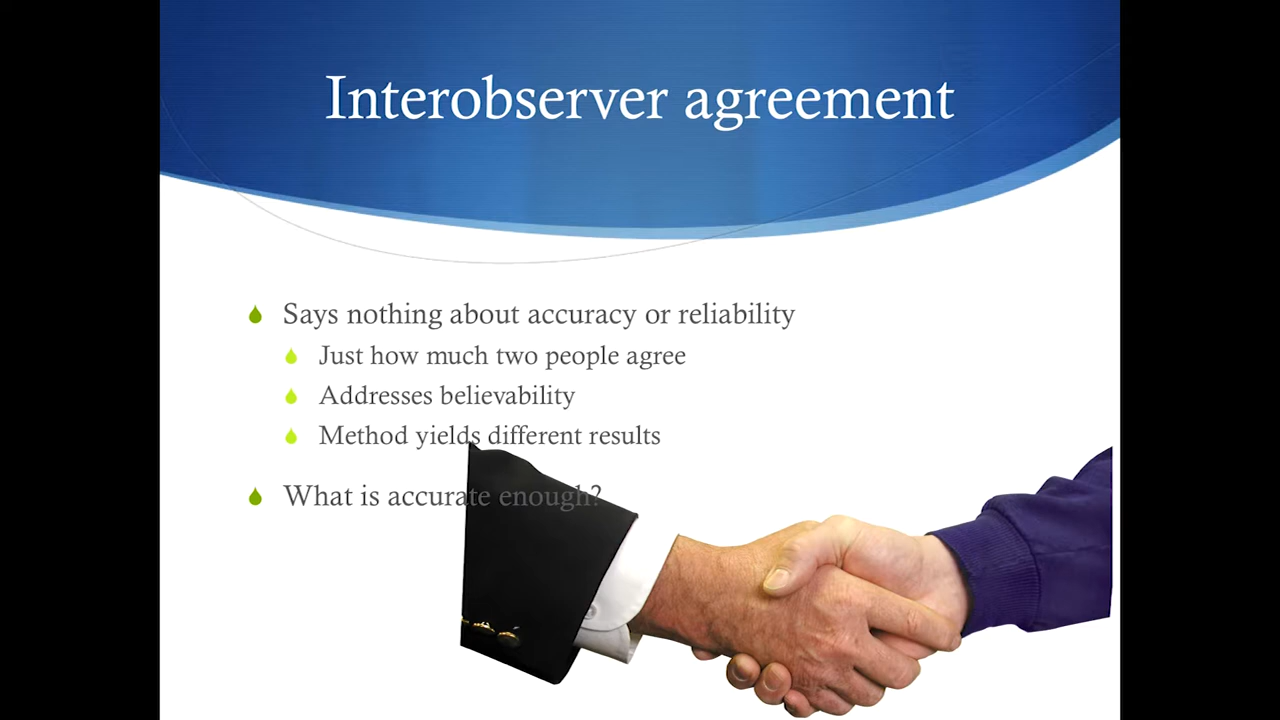 Interobserver agreement
Says nothing about accuracy or reliability
Just how much two people agree
Addresses believability
Method yields different results
What is accurate enough?